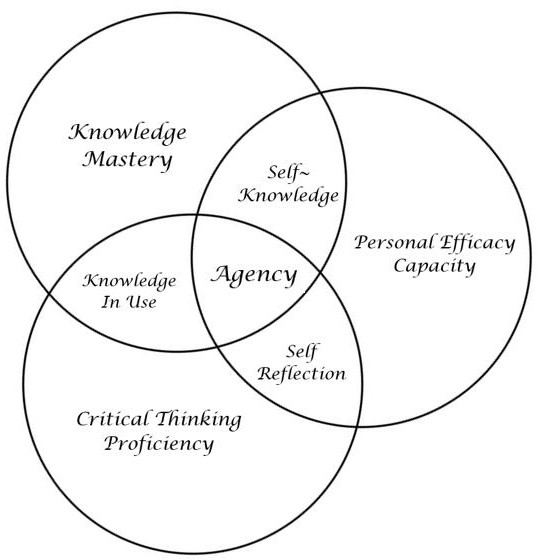 Knowledge
Mastery
Self~
Knowledge
Personal Efficacy
Capacity
Agency
Knowledge
In Use
Self
Reflection
Critical Thinking
Proficiency